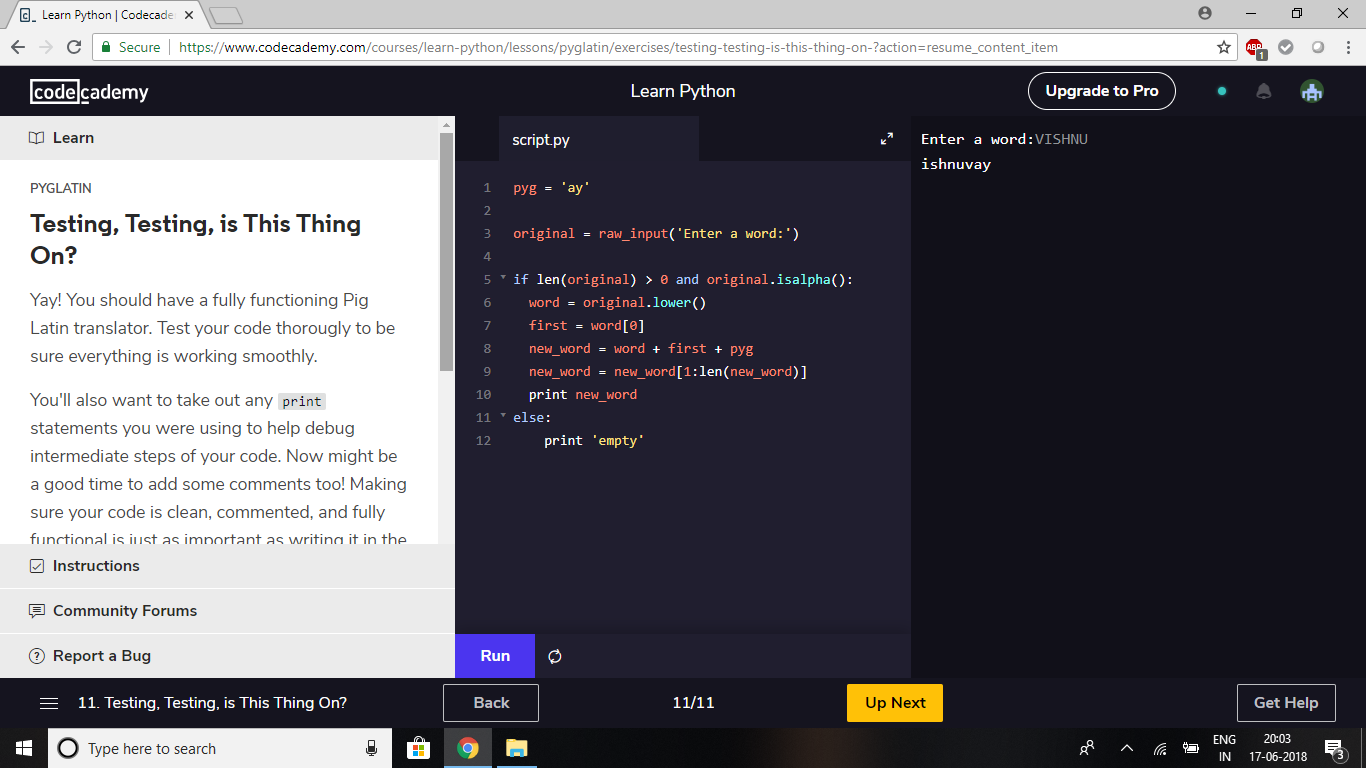 Learn Python | Codecade
Secure
https://www.codecademy.com/courses/learn-python/lessons/pyglatin/exercises/testing-testing-is-this-thing-on-?action=resume_content_item
ABP
1
codecademy
Learn Python
Upgrade to Pro
Learn
PYGLATIN
Testing, Testing, is This Thing
On?
Yay! You should have a fully functioning Pig
Latin translator. Test your code thorougly to be
sure everything is working smoothly.
You'll also want to take out any print
statements you were using to help debug
intermediate steps of your code. Now might be
a good time to add some comments too! Making
sure your code is clean, commented, and fully
functional is just as important as writing it in the
Instructions
Community Forums
Report a Bug
script.py
1 pyg = 'ay'
2
3 original = raw_input('Enter a word:')
4
5 if len(original) > 0 and original.isalpha():
6 word = original.lower()
7 first = word[0]
8 new_word = word + first + pyg
9 new_word = new_word[1:len(new_word)]
10 print new_word
11 else:
12 print 'empty'
Run
Enter a word:VISHNU
ishnuvay
11. Testing, Testing, is This Thing On?
Back
11/11
Up Next
Get Help
Type here to search
ENG
IN
20:03
17-06-2018
3